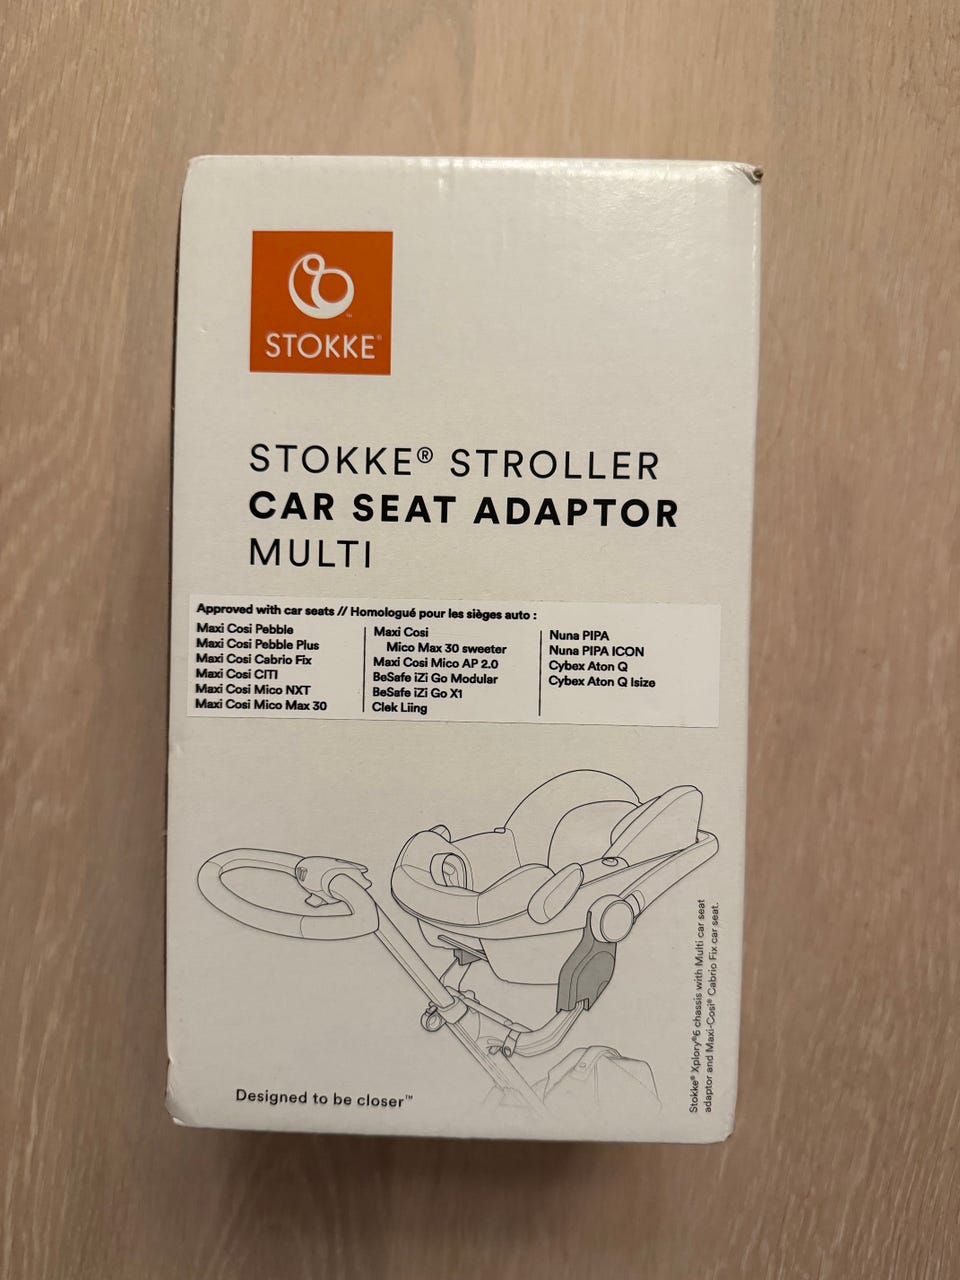 STOKKE®
STOKKE® STROLLER
CAR SEAT ADAPTOR
MULTI
Approved with car seats // Homologué pour les sièges auto :
Maxi Cosi Pebble
Maxi Cosi Pebble Plus
Maxi Cosi Cabrio Fix
Maxi Cosi CITI
Maxi Cosi Mico NXT
Maxi Cosi Mico Max 30
Maxi Cosi
Mico Max 30 sweeter
Maxi Cosi Mico AP 2.0
BeSafe iZi Go Modular
BeSafe iZi Go X1
Clek Liing
Nuna PIPA
Nuna PIPA ICON
Cybex Aton Q
Cybex Aton Q Isize
Stokke® Xplory®6 chassis with Multi car seat
adaptor and Maxi-Cosi® Cabrio Fix car seat.
Designed to be closer™